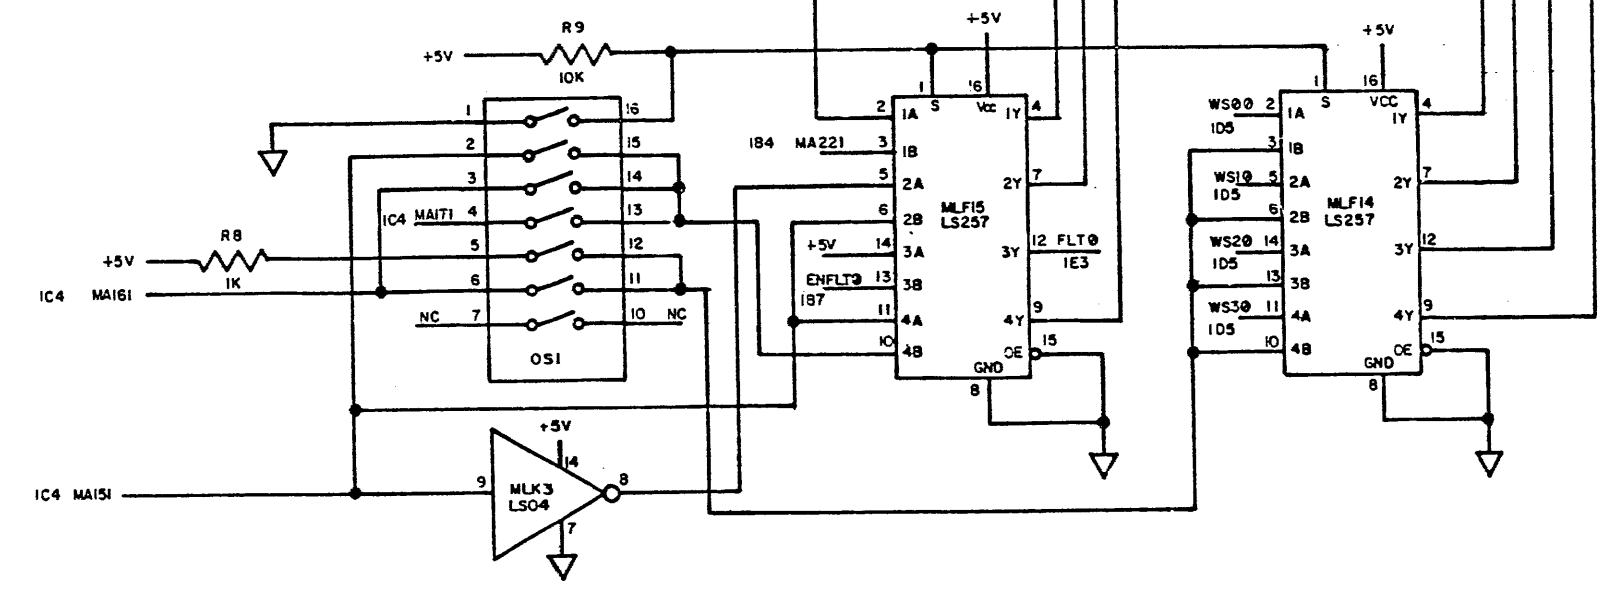 +5V R9 10K
+5V
+5V
1 16
2 15
3 14
IC4 MA171 4 13
+5V R8 1K 5 12
IC4 MA161 6 11
NC 7 10 NC
OS1
1 S 16 Vcc
2 1A 1Y 4
1B4 MA221 3 1B
5 2A 2Y 7
6 2B
MLF15
LS257
+5V 14 3A 3Y 12 FLT0
1E3
ENFLT0 13 3B
1B7
11 4A 4Y 9
10 4B OE 15
GND
8
1 S 16 VCC
WS00 2 1A 1Y 4
1D5
3 1B
WS10 5 2A 2Y 7
1D5
6 2B
MLF14
LS257
WS20 14 3A 3Y 12
1D5
13 3B
WS30 11 4A 4Y 9
1D5
10 4B OE 15
GND
8
+5V
14
IC4 MA151 9 MLK3 8
LS04
7